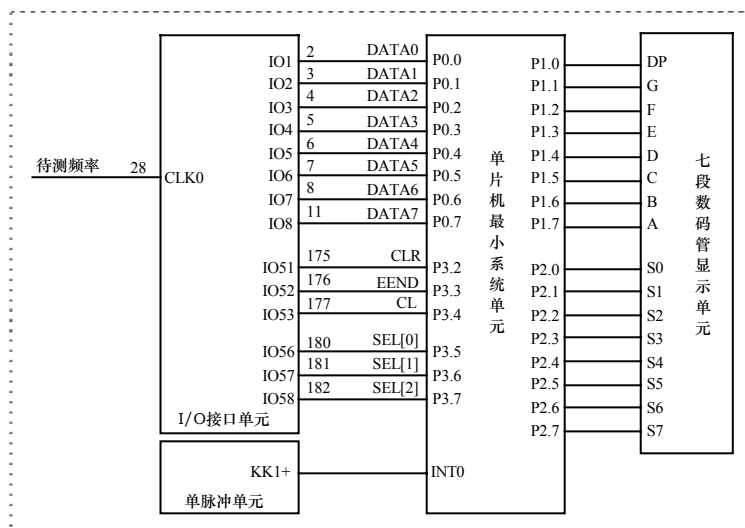 IO1 2 DATA0 P0.0 P1.0 DP
IO2 3 DATA1 P0.1 P1.1 G
IO3 4 DATA2 P0.2 P1.2 F
IO4 5 DATA3 P0.3 P1.3 E
IO5 6 DATA4 P0.4 P1.4 D
待测频率 28 CLK0 IO6 7 DATA5 P0.5 P1.5 C
IO7 8 DATA6 P0.6 P1.6 B
IO8 11 DATA7 P0.7 P1.7 A
IO51 175 CLR P3.2 P2.0 S0
IO52 176 EEND P3.3 P2.1 S1
IO53 177 CL P3.4 P2.2 S2
IO56 180 SEL[0] P3.5 P2.3 S3
IO57 181 SEL[1] P3.6 P2.4 S4
IO58 182 SEL[2] P3.7 P2.5 S5
P2.6 S6
P2.7 S7
I/O接口单元
单片机最小系统单元
七段数码管显示单元
KK1+ INT0
单脉冲单元